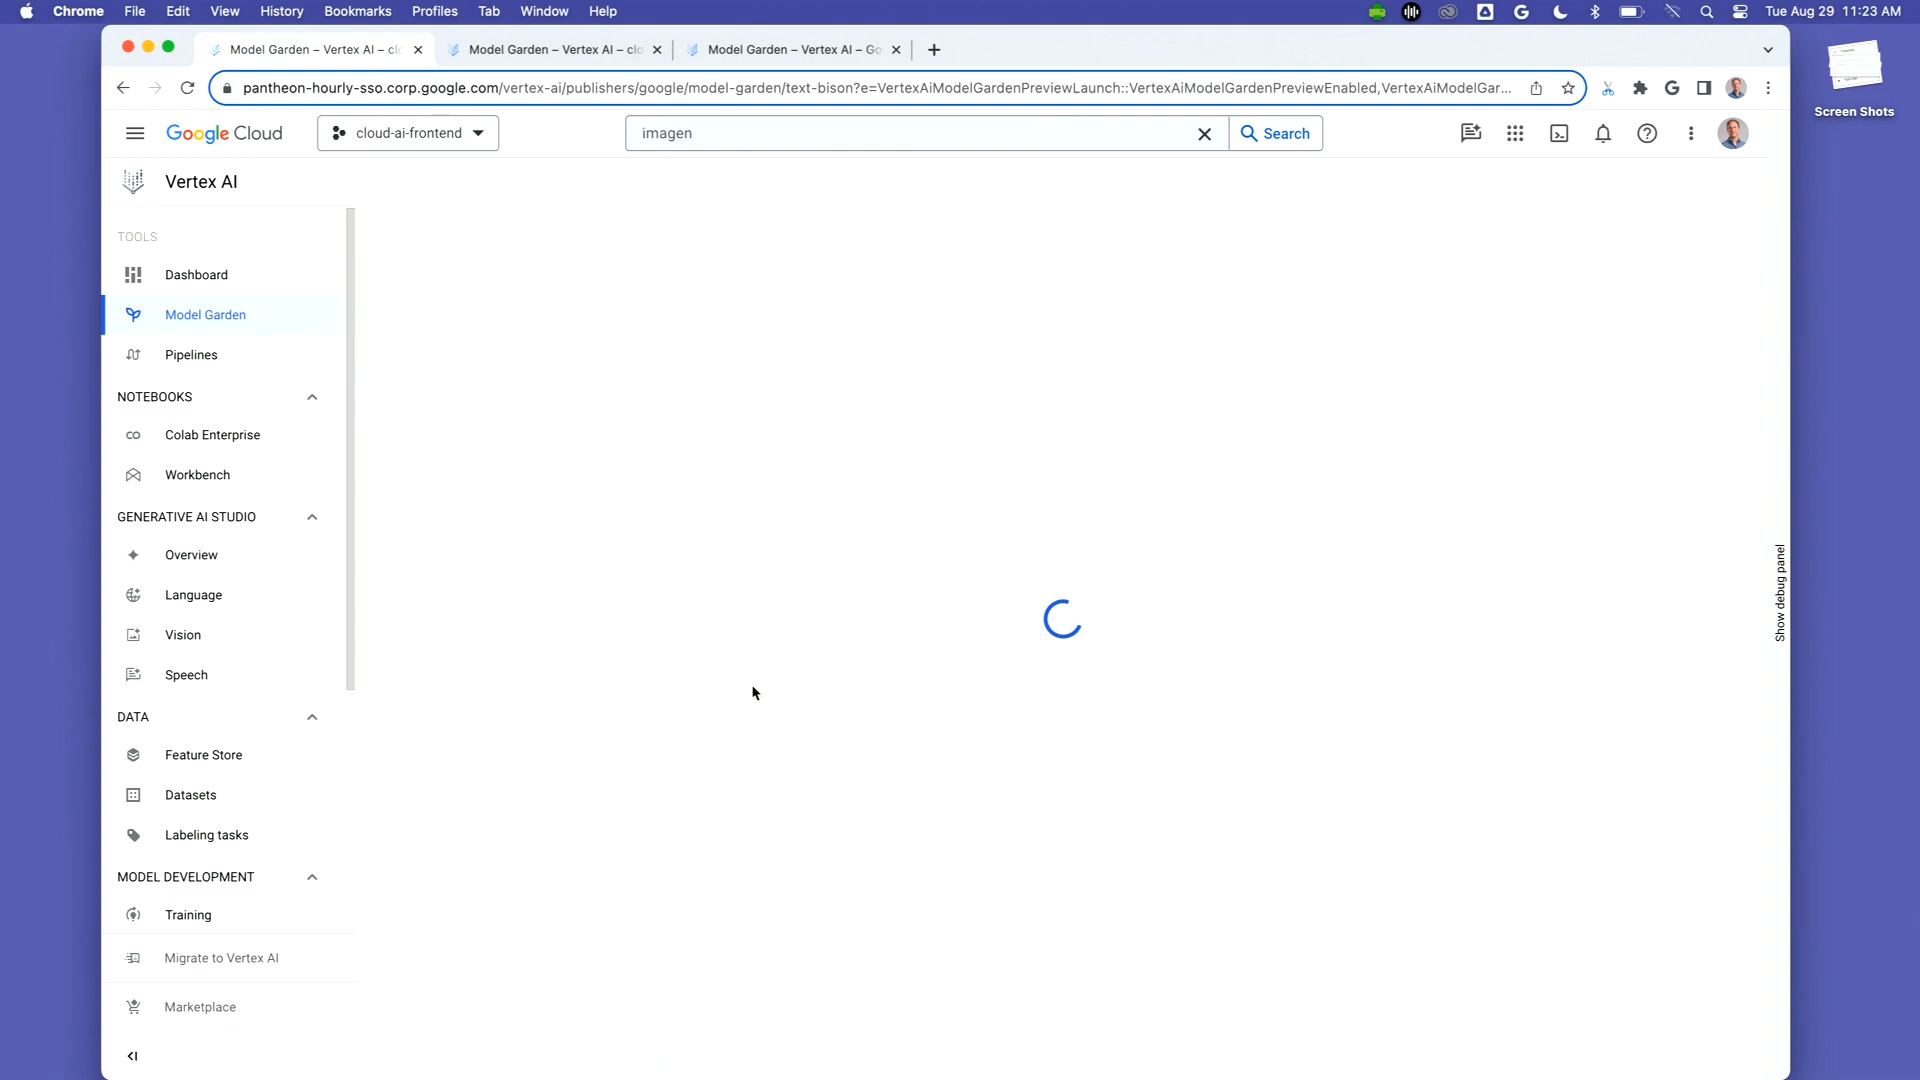 Chrome File Edit View History Bookmarks Profiles Tab Window Help Tue Aug 29 11:23 AM
Model Garden – Vertex AI – clo Model Garden – Vertex AI – clo Model Garden – Vertex AI – Go
pantheon-hourly-sso.corp.google.com/vertex-ai/publishers/google/model-garden/text-bison?e=VertexAiModelGardenPreviewLaunch::VertexAiModelGardenPreviewEnabled,VertexAiModelGar...
Screen Shots
Google Cloud cloud-ai-frontend imagen Search
Vertex AI
TOOLS
Dashboard
Model Garden
Pipelines
NOTEBOOKS
Colab Enterprise
Workbench
GENERATIVE AI STUDIO
Overview
Language
Vision
Speech
DATA
Feature Store
Datasets
Labeling tasks
MODEL DEVELOPMENT
Training
Migrate to Vertex AI
Marketplace
Show debug panel